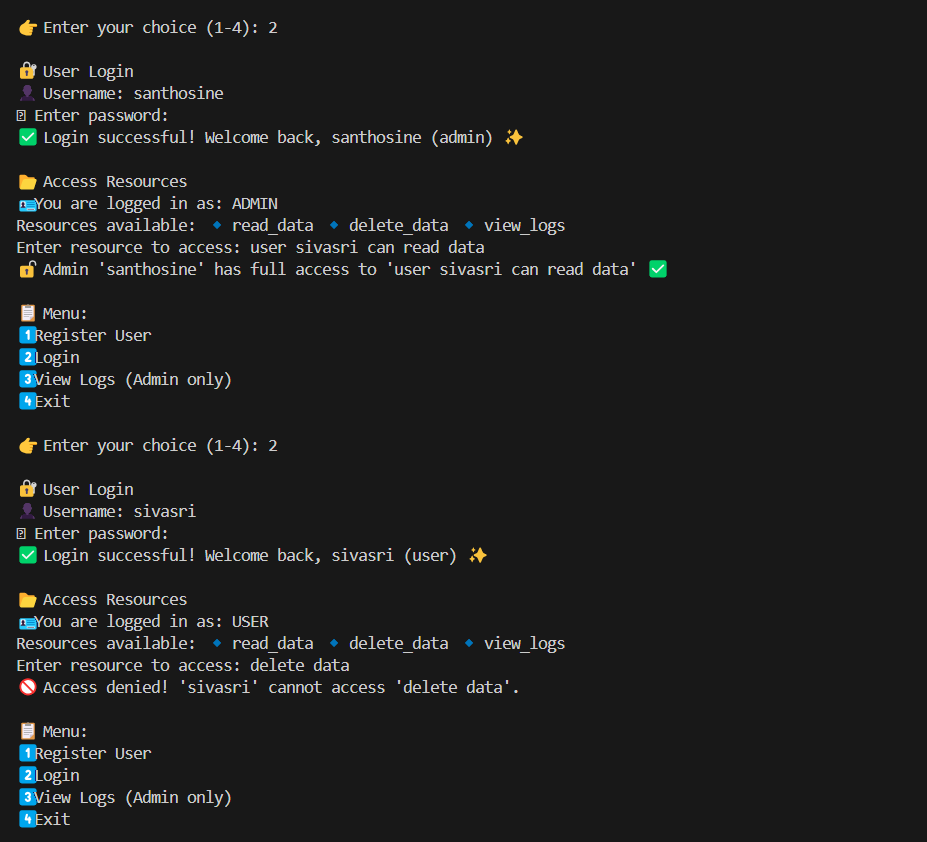 👉 Enter your choice (1-4): 2
🔐 User Login
👤 Username: santhosine
Enter password:
✅ Login successful! Welcome back, santhosine (admin) ✨
📂 Access Resources
🪪You are logged in as: ADMIN
Resources available: 🔹 read_data 🔹 delete_data 🔹 view_logs
Enter resource to access: user sivasri can read data
🔓 Admin 'santhosine' has full access to 'user sivasri can read data' ✅
📋 Menu:
1️⃣Register User
2️⃣Login
3️⃣View Logs (Admin only)
4️⃣Exit
👉 Enter your choice (1-4): 2
🔐 User Login
👤 Username: sivasri
Enter password:
✅ Login successful! Welcome back, sivasri (user) ✨
📂 Access Resources
🪪You are logged in as: USER
Resources available: 🔹 read_data 🔹 delete_data 🔹 view_logs
Enter resource to access: delete data
🚫 Access denied! 'sivasri' cannot access 'delete data'.
📋 Menu:
1️⃣Register User
2️⃣Login
3️⃣View Logs (Admin only)
4️⃣Exit